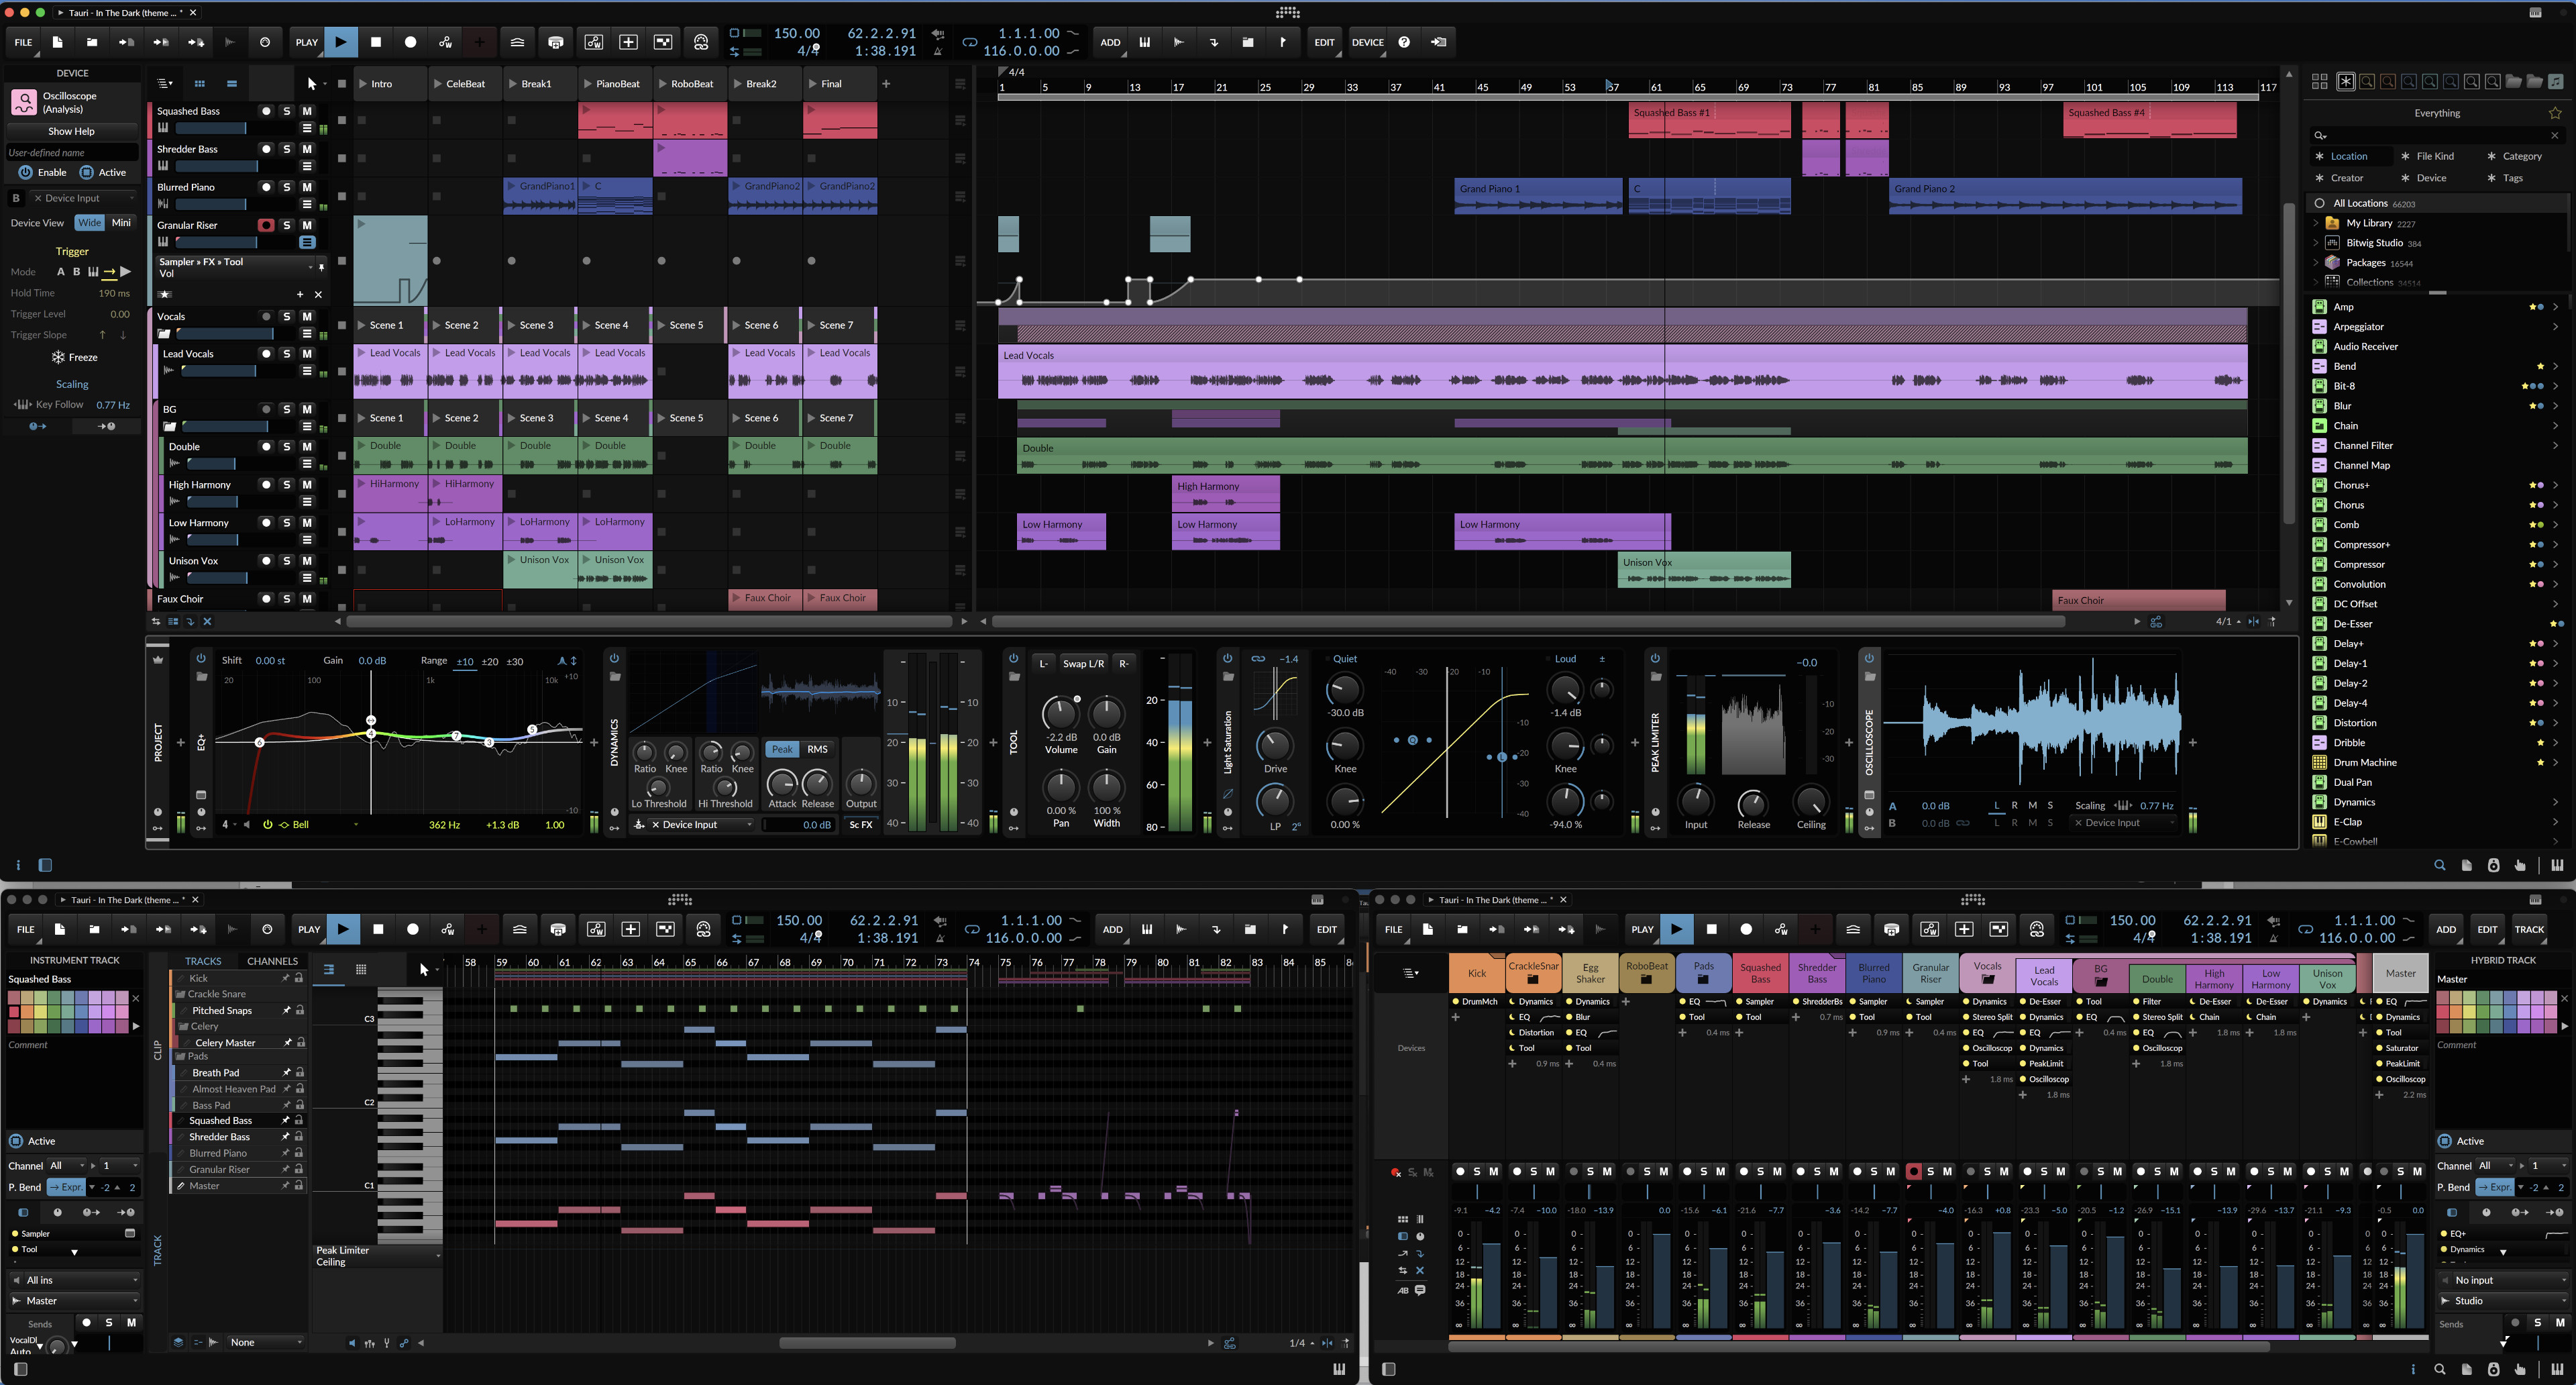 Tauri - In The Dark (theme ... *
FILE PLAY 150.00 62.2.2.91 1.1.1.00 ADD EDIT DEVICE
4/4 1:38.191 116.0.0.00
DEVICE
Oscilloscope
(Analysis)
Show Help
User-defined name
Enable Active
B Device Input
Device View Wide Mini
Trigger
Mode A B
Hold Time 190 ms
Trigger Level 0.00
Trigger Slope
Freeze
Scaling
Key Follow 0.77 Hz
Intro CeleBeat Break1 PianoBeat RoboBeat Break2 Final
4/4
1 5 9 13 17 21 25 29 33 37 41 45 49 53 57 61 65 69 73 77 81 85 89 93 97 101 105 109 113 117
Squashed Bass S M Squashed Bass #1 Squashed Bass #4
Shredder Bass S M
Blurred Piano S M GrandPiano1 C GrandPiano2 GrandPiano2 Grand Piano 1 C Grand Piano 2
Granular Riser S M
Sampler » FX » Tool
Vol
Vocals S M Scene 1 Scene 2 Scene 3 Scene 4 Scene 5 Scene 6 Scene 7
Lead Vocals S M Lead Vocals Lead Vocals Lead Vocals Lead Vocals Lead Vocals Lead Vocals Lead Vocals
BG S M Scene 1 Scene 2 Scene 3 Scene 4 Scene 5 Scene 6 Scene 7
Double S M Double Double Double Double Double Double Double
High Harmony S M HiHarmony HiHarmony High Harmony
Low Harmony S M LoHarmony LoHarmony LoHarmony Low Harmony Low Harmony Low Harmony
Unison Vox S M Unison Vox Unison Vox Unison Vox
Faux Choir S M Faux Choir Faux Choir Faux Choir
4/1
Everything
Location File Kind Category
Creator Device Tags
All Locations 66203
My Library 2227
Bitwig Studio 384
Packages 16544
Collections 34514
Amp
Arpeggiator
Audio Receiver
Bend
Bit-8
Blur
Chain
Channel Filter
Channel Map
Chorus+
Chorus
Comb
Compressor+
Compressor
Convolution
DC Offset
De-Esser
Delay+
Delay-1
Delay-2
Delay-4
Distortion
Dribble
Drum Machine
Dual Pan
Dynamics
E-Clap
E-Cowbell
PROJECT
EQ+
Shift 0.00 st Gain 0.0 dB Range ±10 ±20 ±30
20 100 1k 10k +10
-10
4 Bell 362 Hz +1.3 dB 1.00
DYNAMICS
Ratio Knee Ratio Knee
Lo Threshold Hi Threshold
Peak RMS
Attack Release Output
Device Input 0.0 dB Sc FX
10 20 30 40
10 20 30 40
TOOL
L- Swap L/R R-
-2.2 dB 0.0 dB
Volume Gain
0.00 % 100 %
Pan Width
20 40 60 80
Light Saturation
-1.4
Drive
LP 2°
Quiet
-30.0 dB
Knee
0.00 %
-40 -30 -20 -10
-10 -20 -30 -40
Loud ±
-1.4 dB
Knee
-94.0 %
PEAK LIMITER
-0.0
-10 -20 -30
Input Release Ceiling
OSCILLOSCOPE
A 0.0 dB L R M S Scaling 0.77 Hz
B 0.0 dB L R M S Device Input
Tauri - In The Dark (theme ... *
FILE PLAY 150.00 62.2.2.91 1.1.1.00 ADD EDIT
4/4 1:38.191 116.0.0.00
INSTRUMENT TRACK
Squashed Bass
Comment
Active
Channel All 1
P. Bend Expr. -2 2
Sampler
Tool
All ins
Master
Sends S M
VocalDl
Auto
CLIP
TRACK
TRACKS CHANNELS
Kick
Crackle Snare
Pitched Snaps
Celery
Celery Master
Pads
Breath Pad
Almost Heaven Pad
Bass Pad
Squashed Bass
Shredder Bass
Blurred Piano
Granular Riser
Master
None
58 59 60 61 62 63 64 65 66 67 68 69 70 71 72 73 74 75 76 77 78 79 80 81 82 83 84 85
C3
C2
C1
Peak Limiter
Ceiling
1/4
Tauri - In The Dark (theme ... *
FILE PLAY 150.00 62.2.2.91 1.1.1.00 ADD EDIT TRACK
4/4 1:38.191 116.0.0.00
Kick CrackleSnar Egg Shaker RoboBeat Pads Squashed Bass Shredder Bass Blurred Piano Granular Riser Vocals Lead Vocals BG Double High Harmony Low Harmony Unison Vox Master
Devices
DrumMch Dynamics Dynamics EQ Sampler ShredderBs Sampler Sampler Dynamics De-Esser Tool Filter De-Esser De-Esser Dynamics EQ
EQ Blur Tool Tool 0.7 ms Tool Tool Stereo Split Dynamics EQ Stereo Split Chain Chain Dynamics
Distortion EQ 0.4 ms 0.9 ms 0.4 ms EQ EQ 0.4 ms EQ 1.8 ms 1.8 ms Tool
Tool Tool Oscilloscop Dynamics Oscilloscop Saturator
0.9 ms 0.4 ms Tool PeakLimit 1.8 ms PeakLimit
1.8 ms Oscilloscop Oscilloscop
1.8 ms 2.2 ms
-9.1 -4.2 -7.4 -10.0 -18.0 -13.9 0.0 -15.6 -6.1 -21.6 -7.7 -3.6 -14.2 -7.7 -4.0 -16.3 +0.8 -23.3 -5.0 -20.5 -1.2 -26.9 -15.1 -13.9 -29.6 -13.7 -21.1 -9.3 -0.5 0.0
0
6
12
18
24
36
∞
AB
HYBRID TRACK
Master
Comment
Active
Channel All 1
P. Bend Expr. -2 2
EQ+
Dynamics
No input
Studio
Sends S M